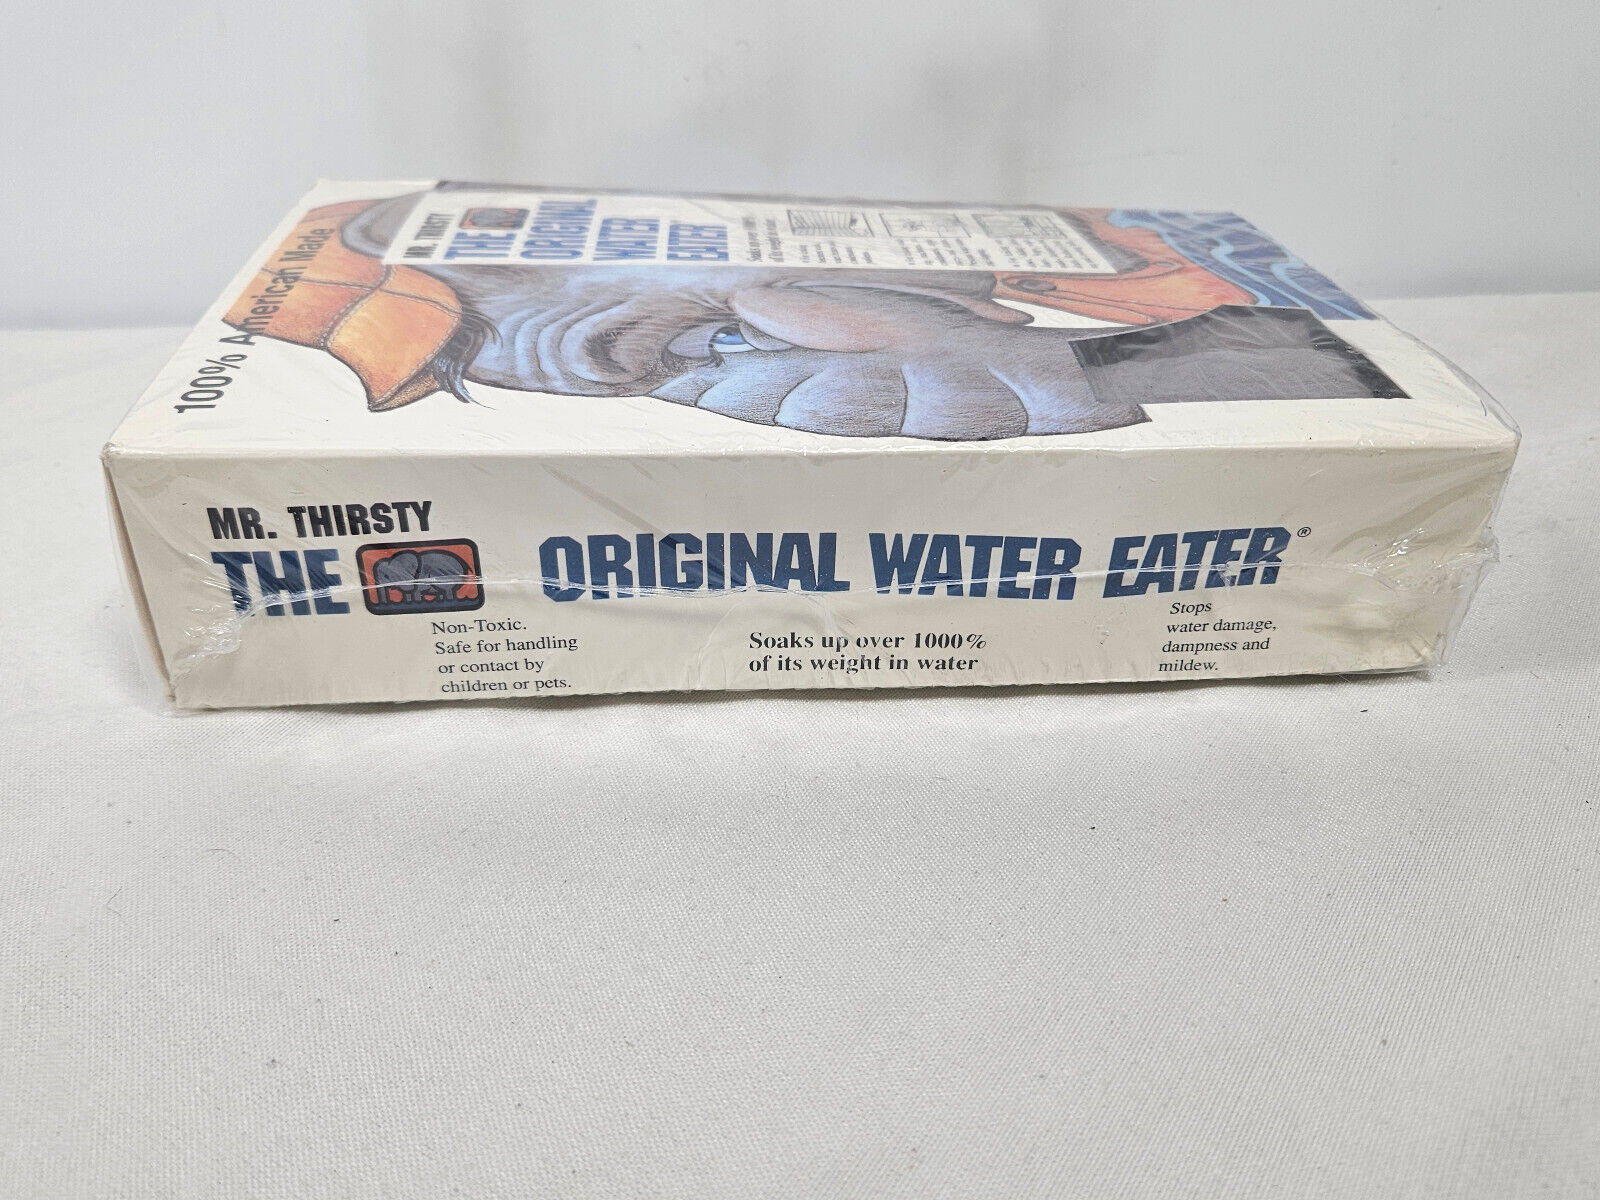 100% American Made
MR. THIRSTY
THE
ORIGINAL
WATER
EATER
MR. THIRSTY
THE ORIGINAL WATER EATER®
Non-Toxic.
Safe for handling
or contact by
children or pets.
Soaks up over 1000%
of its weight in water
Stops
water damage,
dampness and
mildew.